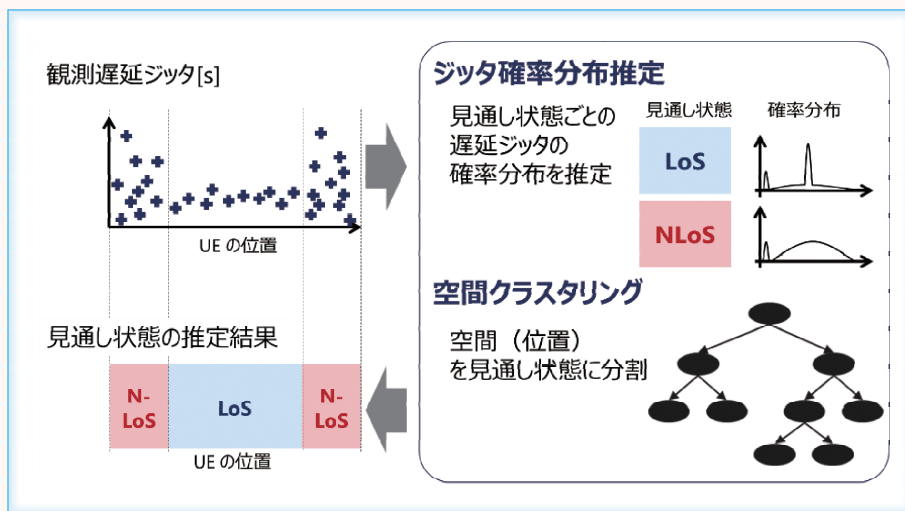 観測遅延ジッタ[s]
UE の位置
ジッタ確率分布推定
見通し状態ごとの
遅延ジッタの
確率分布を推定
見通し状態
確率分布
LoS
NLoS
空間クラスタリング
空間（位置）
を見通し状態に分割
見通し状態の推定結果
N-
LoS
LoS
N-
LoS
UE の位置